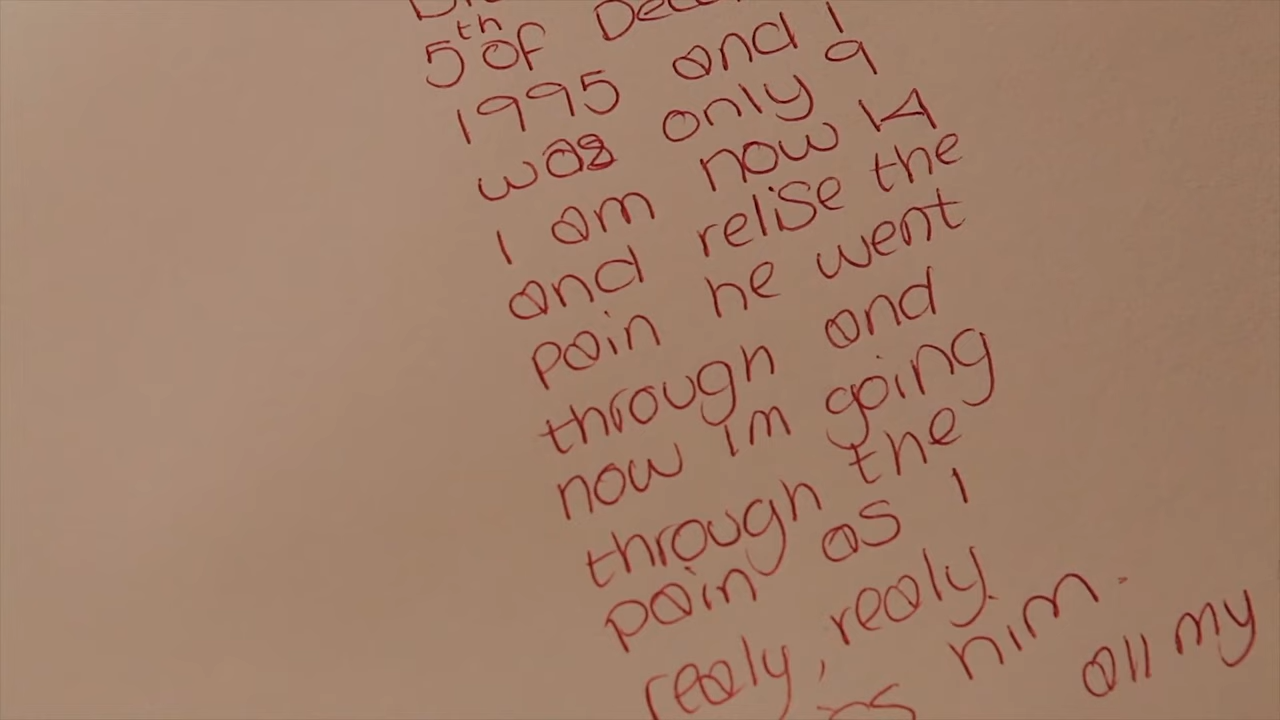 5th of
1995 and I
was only 9
I am now 14
and relise the
pain he went
through and
now Im going
through the
pain as I
realy, realy
him.
all my